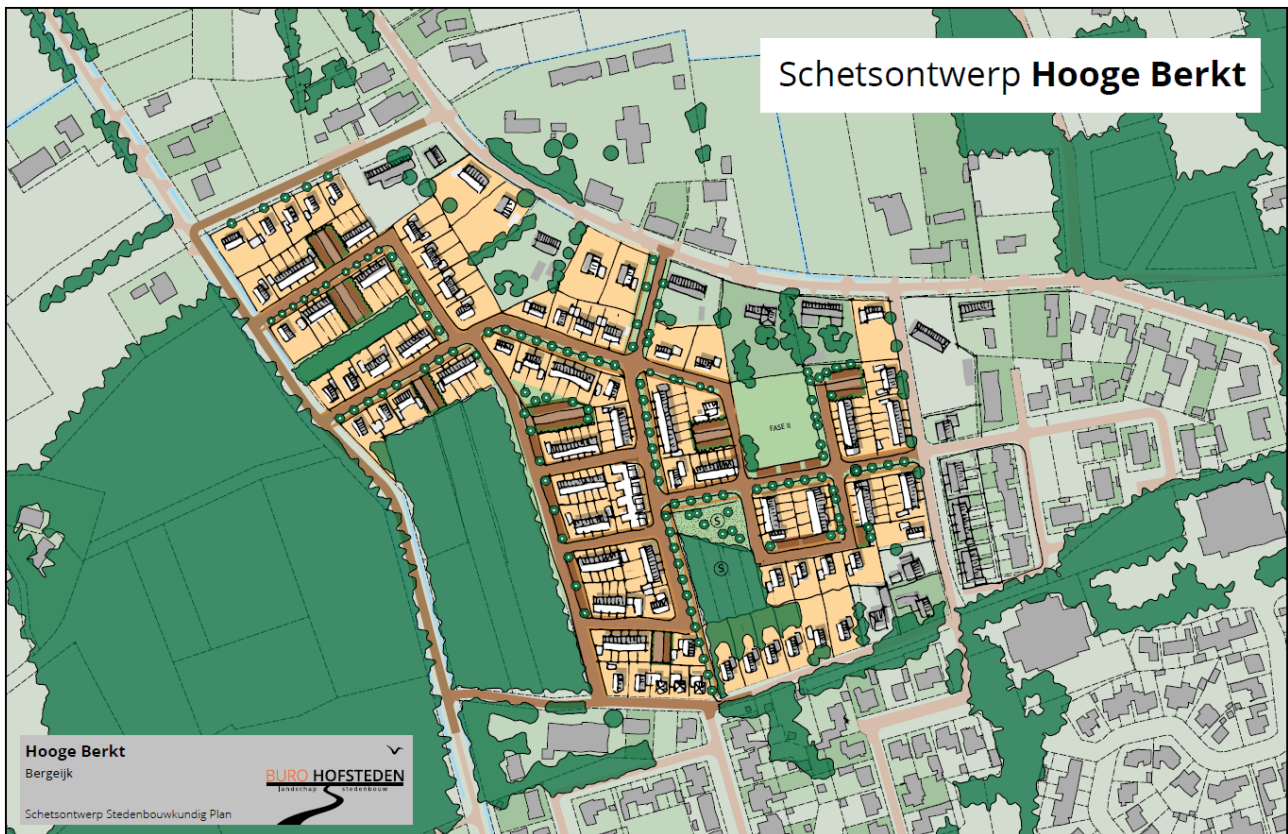 Schetsontwerp Hooge Berkt
FASE II
S
S
Hooge Berkt
Bergeijk
BURO HOFSTEDEN
landschap stedenbouw
Schetsontwerp Stedenbouwkundig Plan